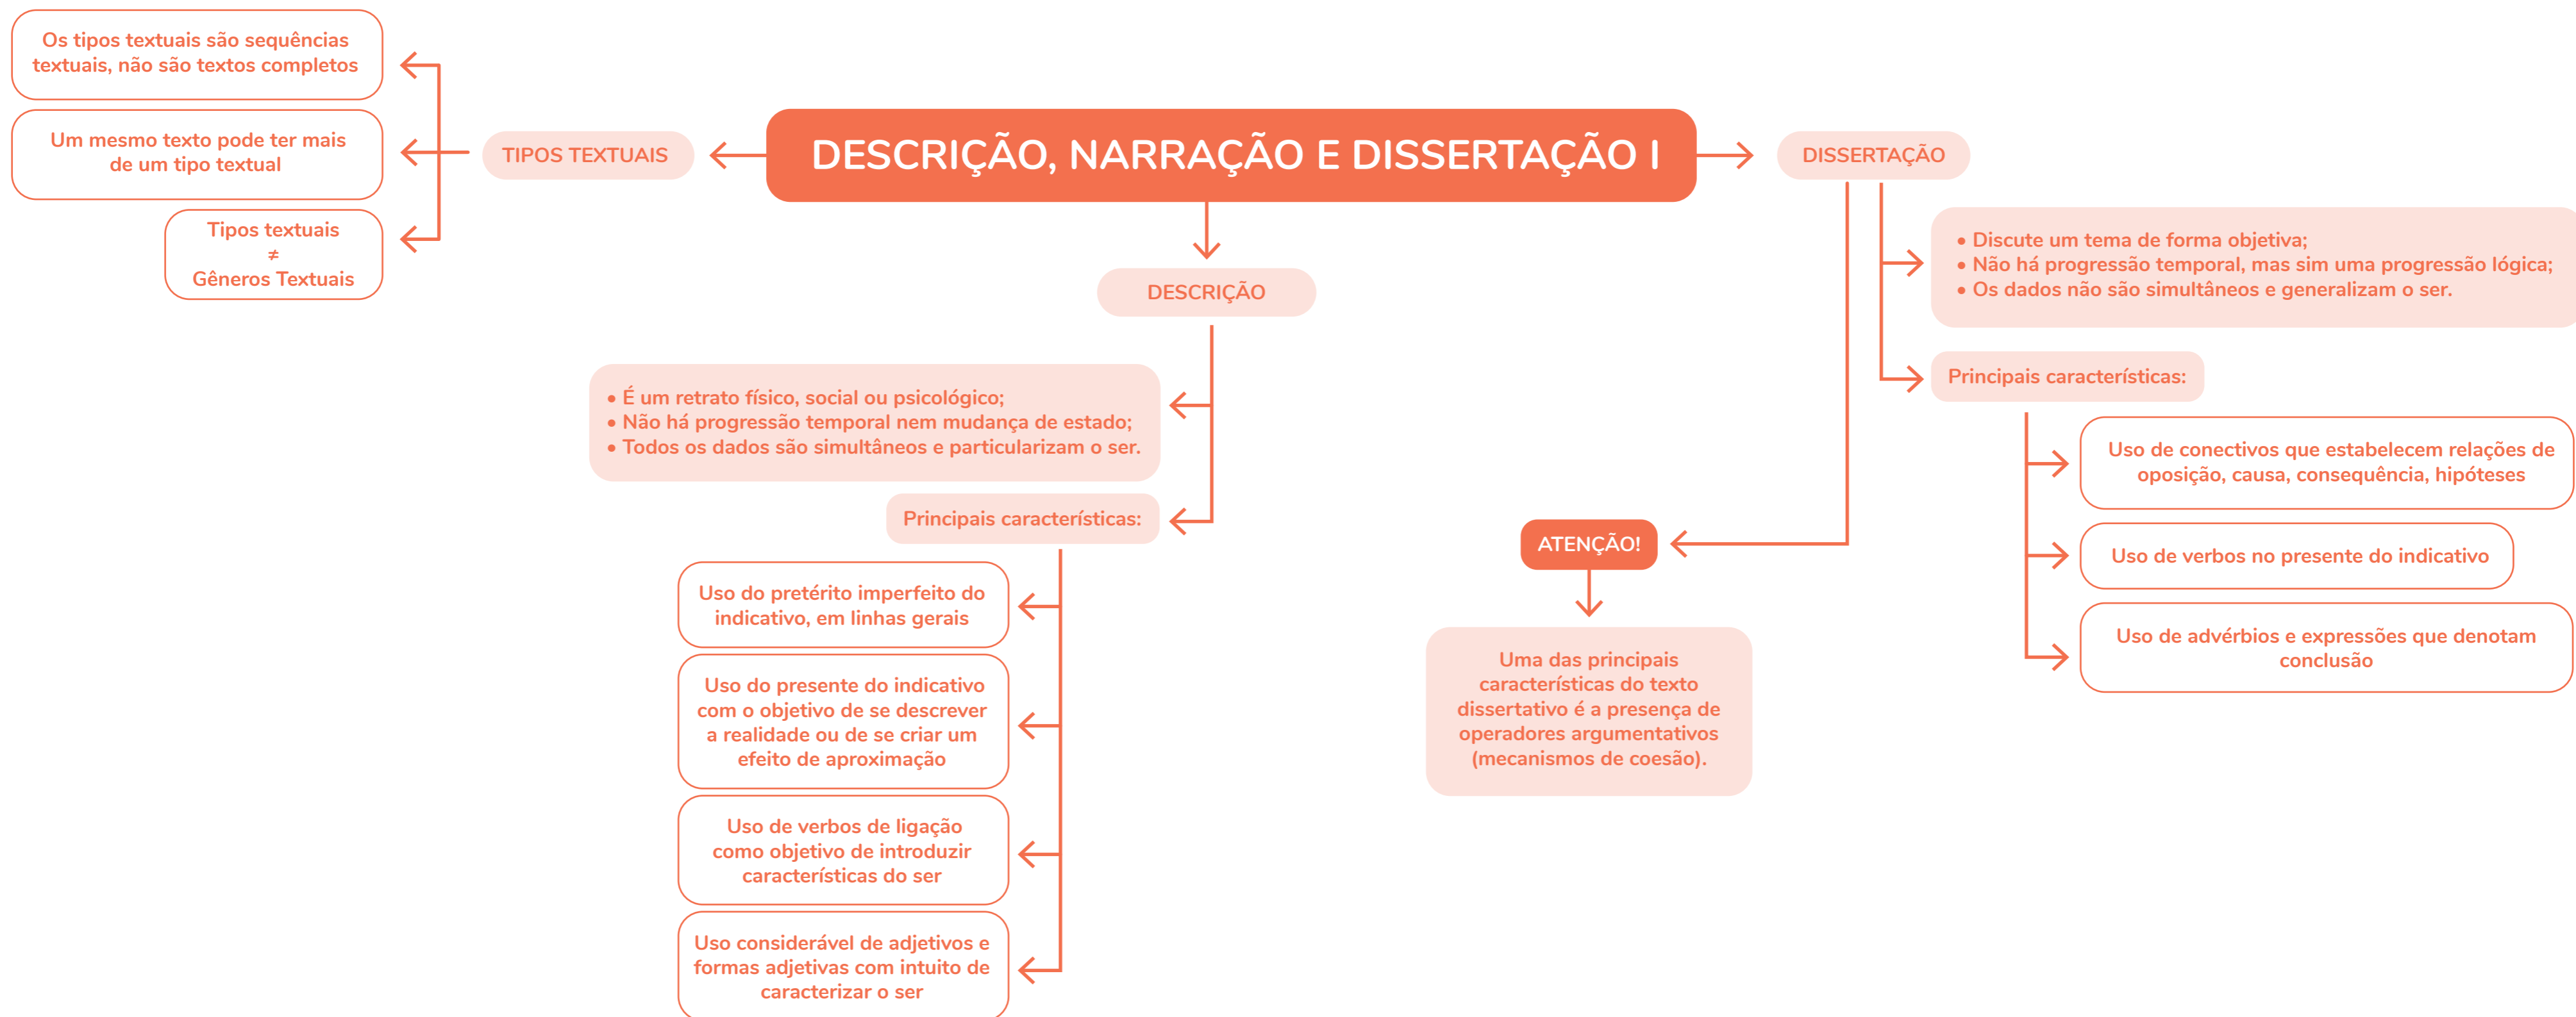 DESCRIÇÃO, NARRAÇÃO E DISSERTAÇÃO I
TIPOS TEXTUAIS
Os tipos textuais são sequências
textuais, não são textos completos
Um mesmo texto pode ter mais
de um tipo textual
Tipos textuais
≠
Gêneros Textuais
DESCRIÇÃO
• É um retrato físico, social ou psicológico;
• Não há progressão temporal nem mudança de estado;
• Todos os dados são simultâneos e particularizam o ser.
Principais características:
Uso do pretérito imperfeito do
indicativo, em linhas gerais
Uso do presente do indicativo
com o objetivo de se descrever
a realidade ou de se criar um
efeito de aproximação
Uso de verbos de ligação
como objetivo de introduzir
características do ser
Uso considerável de adjetivos e
formas adjetivas com intuito de
caracterizar o ser
DISSERTAÇÃO
• Discute um tema de forma objetiva;
• Não há progressão temporal, mas sim uma progressão lógica;
• Os dados não são simultâneos e generalizam o ser.
Principais características:
Uso de conectivos que estabelecem relações de
oposição, causa, consequência, hipóteses
Uso de verbos no presente do indicativo
Uso de advérbios e expressões que denotam
conclusão
ATENÇÃO!
Uma das principais
características do texto
dissertativo é a presença de
operadores argumentativos
(mecanismos de coesão).